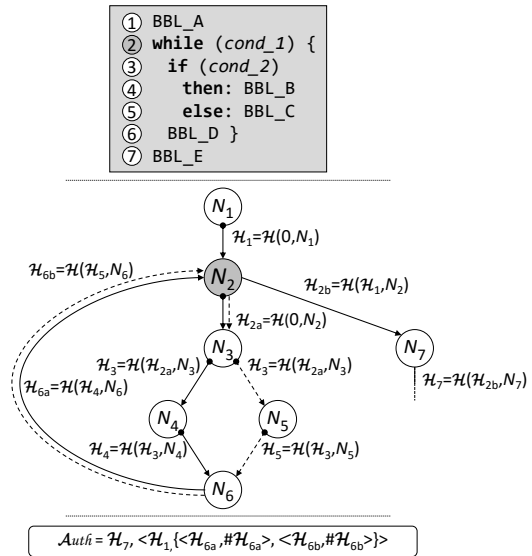 1 BBL_A
2 while (cond_1) {
3 if (cond_2)
4 then: BBL_B
5 else: BBL_C
6 BBL_D }
7 BBL_E
N1
ℋ1=ℋ(0,N1)
ℋ6b=ℋ(ℋ5,N6)
N2
ℋ2b=ℋ(ℋ1,N2)
ℋ2a=ℋ(0,N2)
N3
N7
ℋ3=ℋ(ℋ2a,N3)
ℋ3=ℋ(ℋ2a,N3)
ℋ7=ℋ(ℋ2b,N7)
ℋ6a=ℋ(ℋ4,N6)
N4
N5
ℋ4=ℋ(ℋ3,N4)
ℋ5=ℋ(ℋ3,N5)
N6
𝒜uth = ℋ7, <ℋ1,{<ℋ6a,#ℋ6a>, <ℋ6b,#ℋ6b>}>